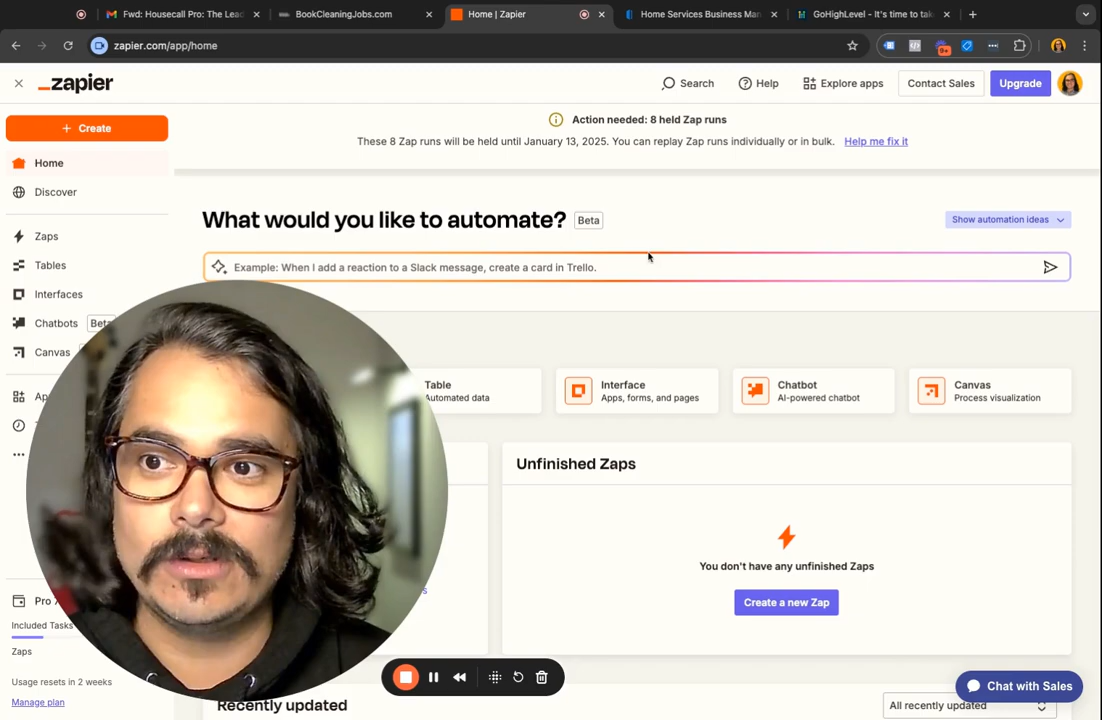 Fwd: Housecall Pro: The Lead
BookCleaningJobs.com
Home | Zapier
Home Services Business Man
GoHighLevel - It's time to tak
zapier.com/app/home
9+
_zapier
Search
Help
Explore apps
Contact Sales
Upgrade
+ Create
Action needed: 8 held Zap runs
These 8 Zap runs will be held until January 13, 2025. You can replay Zap runs individually or in bulk. Help me fix it
Home
Discover
Zaps
Tables
Interfaces
Chatbots
Beta
Canvas
What would you like to automate? Beta
Show automation ideas
Example: When I add a reaction to a Slack message, create a card in Trello.
Table
Automated data
Interface
Apps, forms, and pages
Chatbot
AI-powered chatbot
Canvas
Process visualization
Unfinished Zaps
You don't have any unfinished Zaps
Create a new Zap
Pro
Included Tasks
Zaps
Usage resets in 2 weeks
Manage plan
Chat with Sales
Recently updated
All recently updated